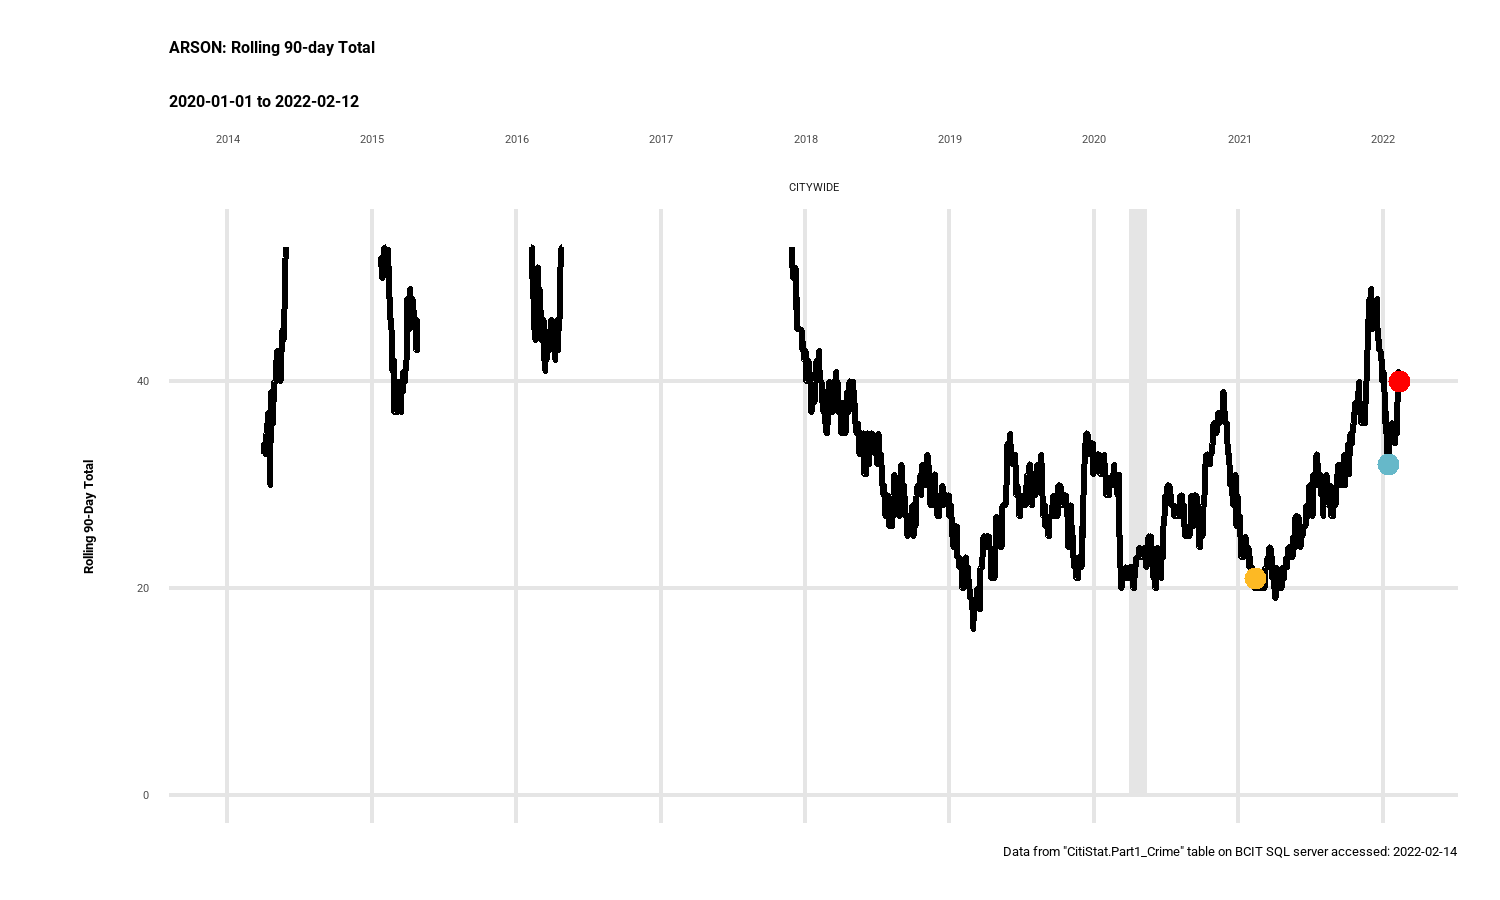 ARSON: Rolling 90-day Total
2020-01-01 to 2022-02-12
2014 2015 2016 2017 2018 2019 2020 2021 2022
CITYWIDE
40
20
0
Rolling 90-Day Total
Data from "CitiStat.Part1_Crime" table on BCIT SQL server accessed: 2022-02-14